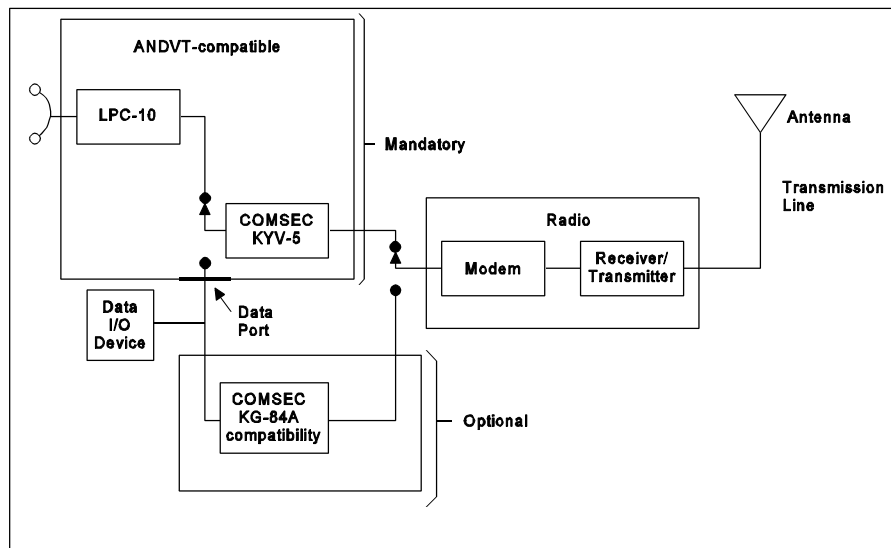 ANDVT-compatible
LPC-10
Mandatory
COMSEC
KYV-5
Data
Port
Data
I/O
Device
COMSEC
KG-84A
compatibility
Optional
Radio
Modem
Receiver/
Transmitter
Antenna
Transmission
Line